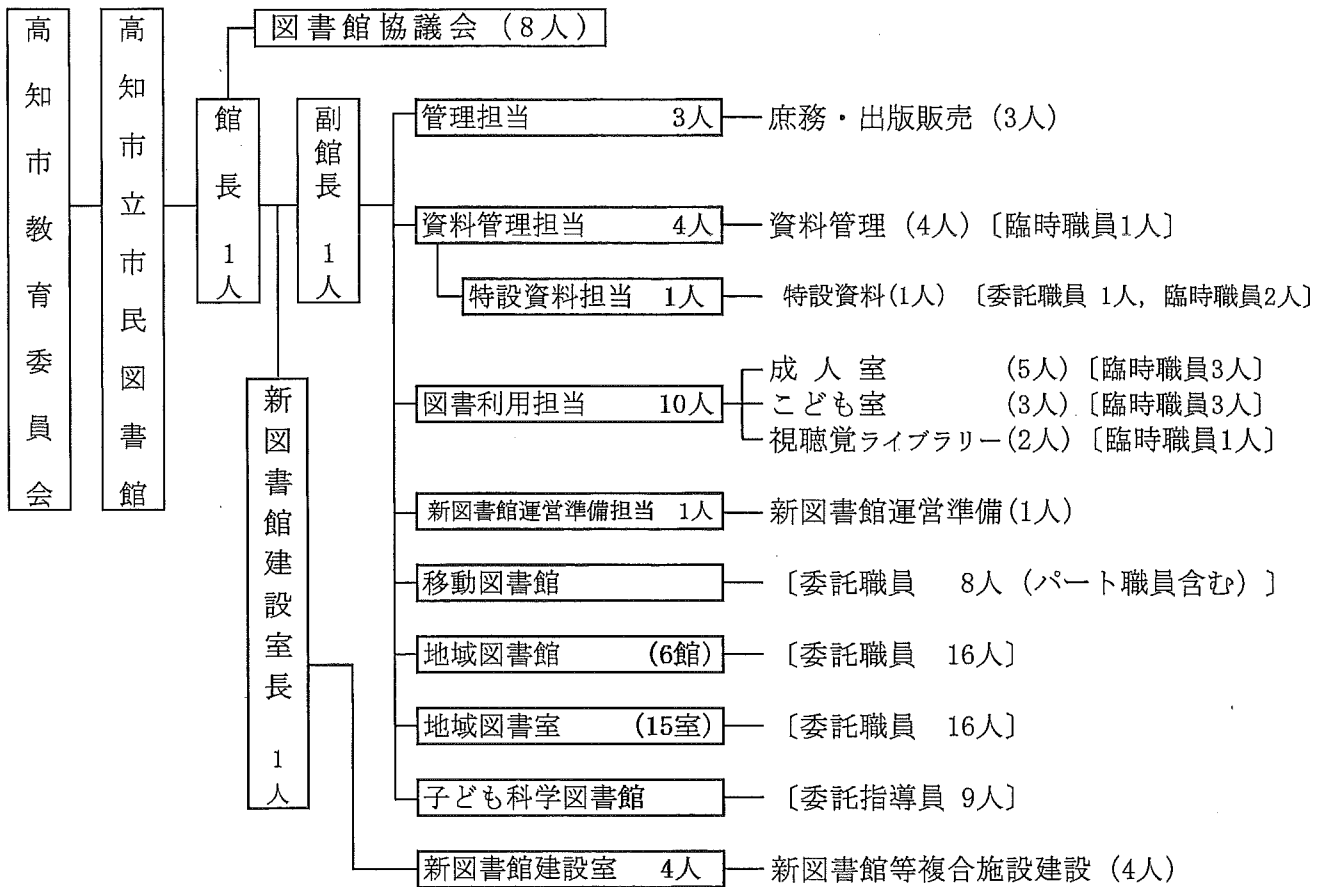 高知市教育委員会
高知市立市民図書館
図書館協議会 (8人)
館長 1人
副館長 1人
新図書館建設室長 1人
管理担当 3人 庶務・出版販売 (3人)
資料管理担当 4人 資料管理 (4人) 〔臨時職員1人〕
特設資料担当 1人 特設資料(1人) 〔委託職員 1人, 臨時職員2人〕
成人室 (5人) 〔臨時職員3人〕
図書利用担当 10人 こども室 (3人) 〔臨時職員3人〕
視聴覚ライブラリー(2人) 〔臨時職員1人〕
新図書館運営準備担当 1人 新図書館運営準備(1人)
移動図書館 〔委託職員 8人 (パート職員含む) 〕
地域図書館 (6館) 〔委託職員 16人〕
地域図書室 (15室) 〔委託職員 16人〕
子ども科学図書館 〔委託指導員 9人〕
新図書館建設室 4人 新図書館等複合施設建設 (4人)